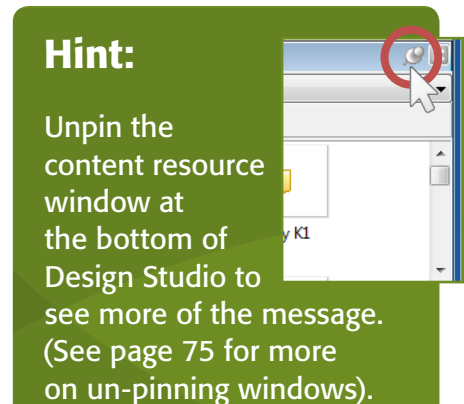 Hint:
Unpin the
content resource
window at
the bottom of
Design Studio to
see more of the message.
(See page 75 for more
on un-pinning windows).
y K1